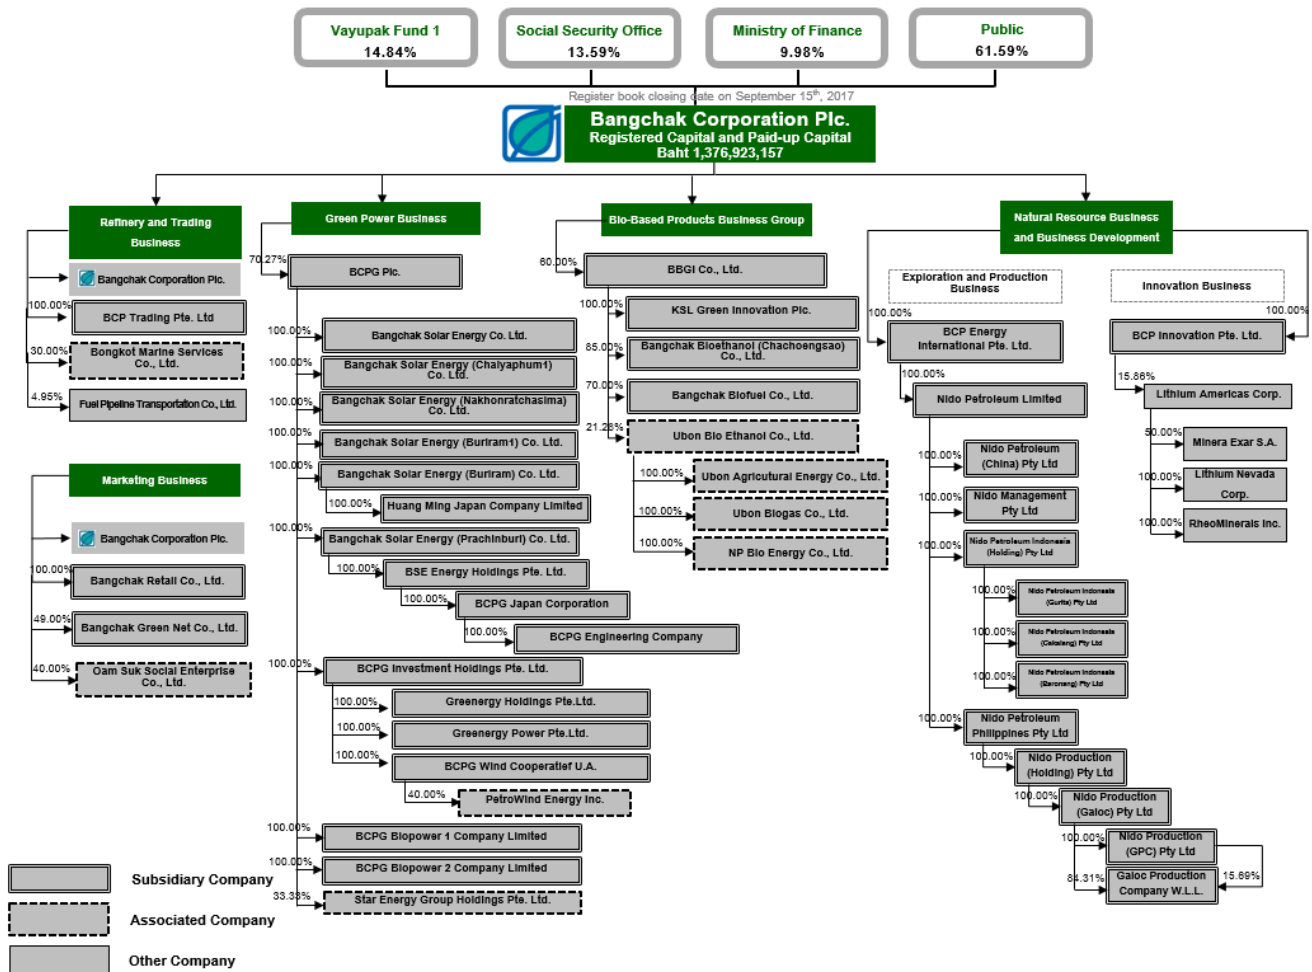 Vayupak Fund 1
14.84%
Social Security Office
13.59%
Ministry of Finance
9.98%
Public
61.59%
Register book closing date on September 15th, 2017
Bangchak Corporation Plc.
Registered Capital and Paid-up Capital
Baht 1,376,923,157
Refinery and Trading
Business
Bangchak Corporation Plc.
100.00%
BCP Trading Pte. Ltd
30.00%
Bongkot Marine Services
Co., Ltd.
4.95%
Fuel Pipeline Transportation Co., Ltd.
Marketing Business
Bangchak Corporation Plc.
100.00%
Bangchak Retail Co., Ltd.
49.00%
Bangchak Green Net Co., Ltd.
40.00%
Oam Suk Social Enterprise
Co., Ltd.
Green Power Business
70.27%
BCPG Plc.
100.00%
Bangchak Solar Energy Co. Ltd.
100.00%
Bangchak Solar Energy (Chaiyaphum1)
Co. Ltd.
100.00%
Bangchak Solar Energy (Nakhonratchasima)
Co. Ltd.
100.00%
Bangchak Solar Energy (Buriram1) Co. Ltd.
100.00%
Bangchak Solar Energy (Buriram) Co. Ltd.
100.00%
Huang Ming Japan Company Limited
100.00%
Bangchak Solar Energy (Prachinburi) Co. Ltd.
100.00%
BSE Energy Holdings Pte. Ltd.
100.00%
BCPG Japan Corporation
100.00%
BCPG Engineering Company
100.00%
BCPG Investment Holdings Pte. Ltd.
100.00%
Greenergy Holdings Pte.Ltd.
100.00%
Greenergy Power Pte.Ltd.
100.00%
BCPG Wind Cooperatief U.A.
40.00%
PetroWind Energy Inc.
100.00%
BCPG Biopower 1 Company Limited
100.00%
BCPG Biopower 2 Company Limited
33.33%
Star Energy Group Holdings Pte. Ltd.
Bio-Based Products Business Group
60.00%
BBGI Co., Ltd.
100.00%
KSL Green Innovation Plc.
85.00%
Bangchak Bioethanol (Chachoengsao)
Co., Ltd.
70.00%
Bangchak Biofuel Co., Ltd.
21.28%
Ubon Bio Ethanol Co., Ltd.
100.00%
Ubon Agricutural Energy Co., Ltd.
100.00%
Ubon Biogas Co., Ltd.
100.00%
NP Bio Energy Co., Ltd.
Natural Resource Business
and Business Development
Exploration and Production
Business
100.00%
BCP Energy
International Pte. Ltd.
100.00%
Nido Petroleum Limited
100.00%
Nido Petroleum
(China) Pty Ltd
100.00%
Nido Management
Pty Ltd
100.00%
Nido Petroleum Indonesia
(Holding) Pty Ltd
100.00%
Nido Petroleum Indonesia
(Gurita) Pty Ltd
100.00%
Nido Petroleum Indonesia
(Cakalang) Pty Ltd
100.00%
Nido Petroleum Indonesia
(Baronang) Pty Ltd
100.00%
Nido Petroleum
Philippines Pty Ltd
100.00%
Nido Production
(Holding) Pty Ltd
100.00%
Nido Production
(Galoc) Pty Ltd
100.00%
Nido Production
(GPC) Pty Ltd
84.31%
Galoc Production
Company W.L.L.
15.69%
Innovation Business
100.00%
BCP Innovation Pte. Ltd.
15.86%
Lithium Americas Corp.
50.00%
Minera Exar S.A.
100.00%
Lithium Nevada
Corp.
100.00%
RheoMinerals Inc.
Subsidiary Company
Associated Company
Other Company